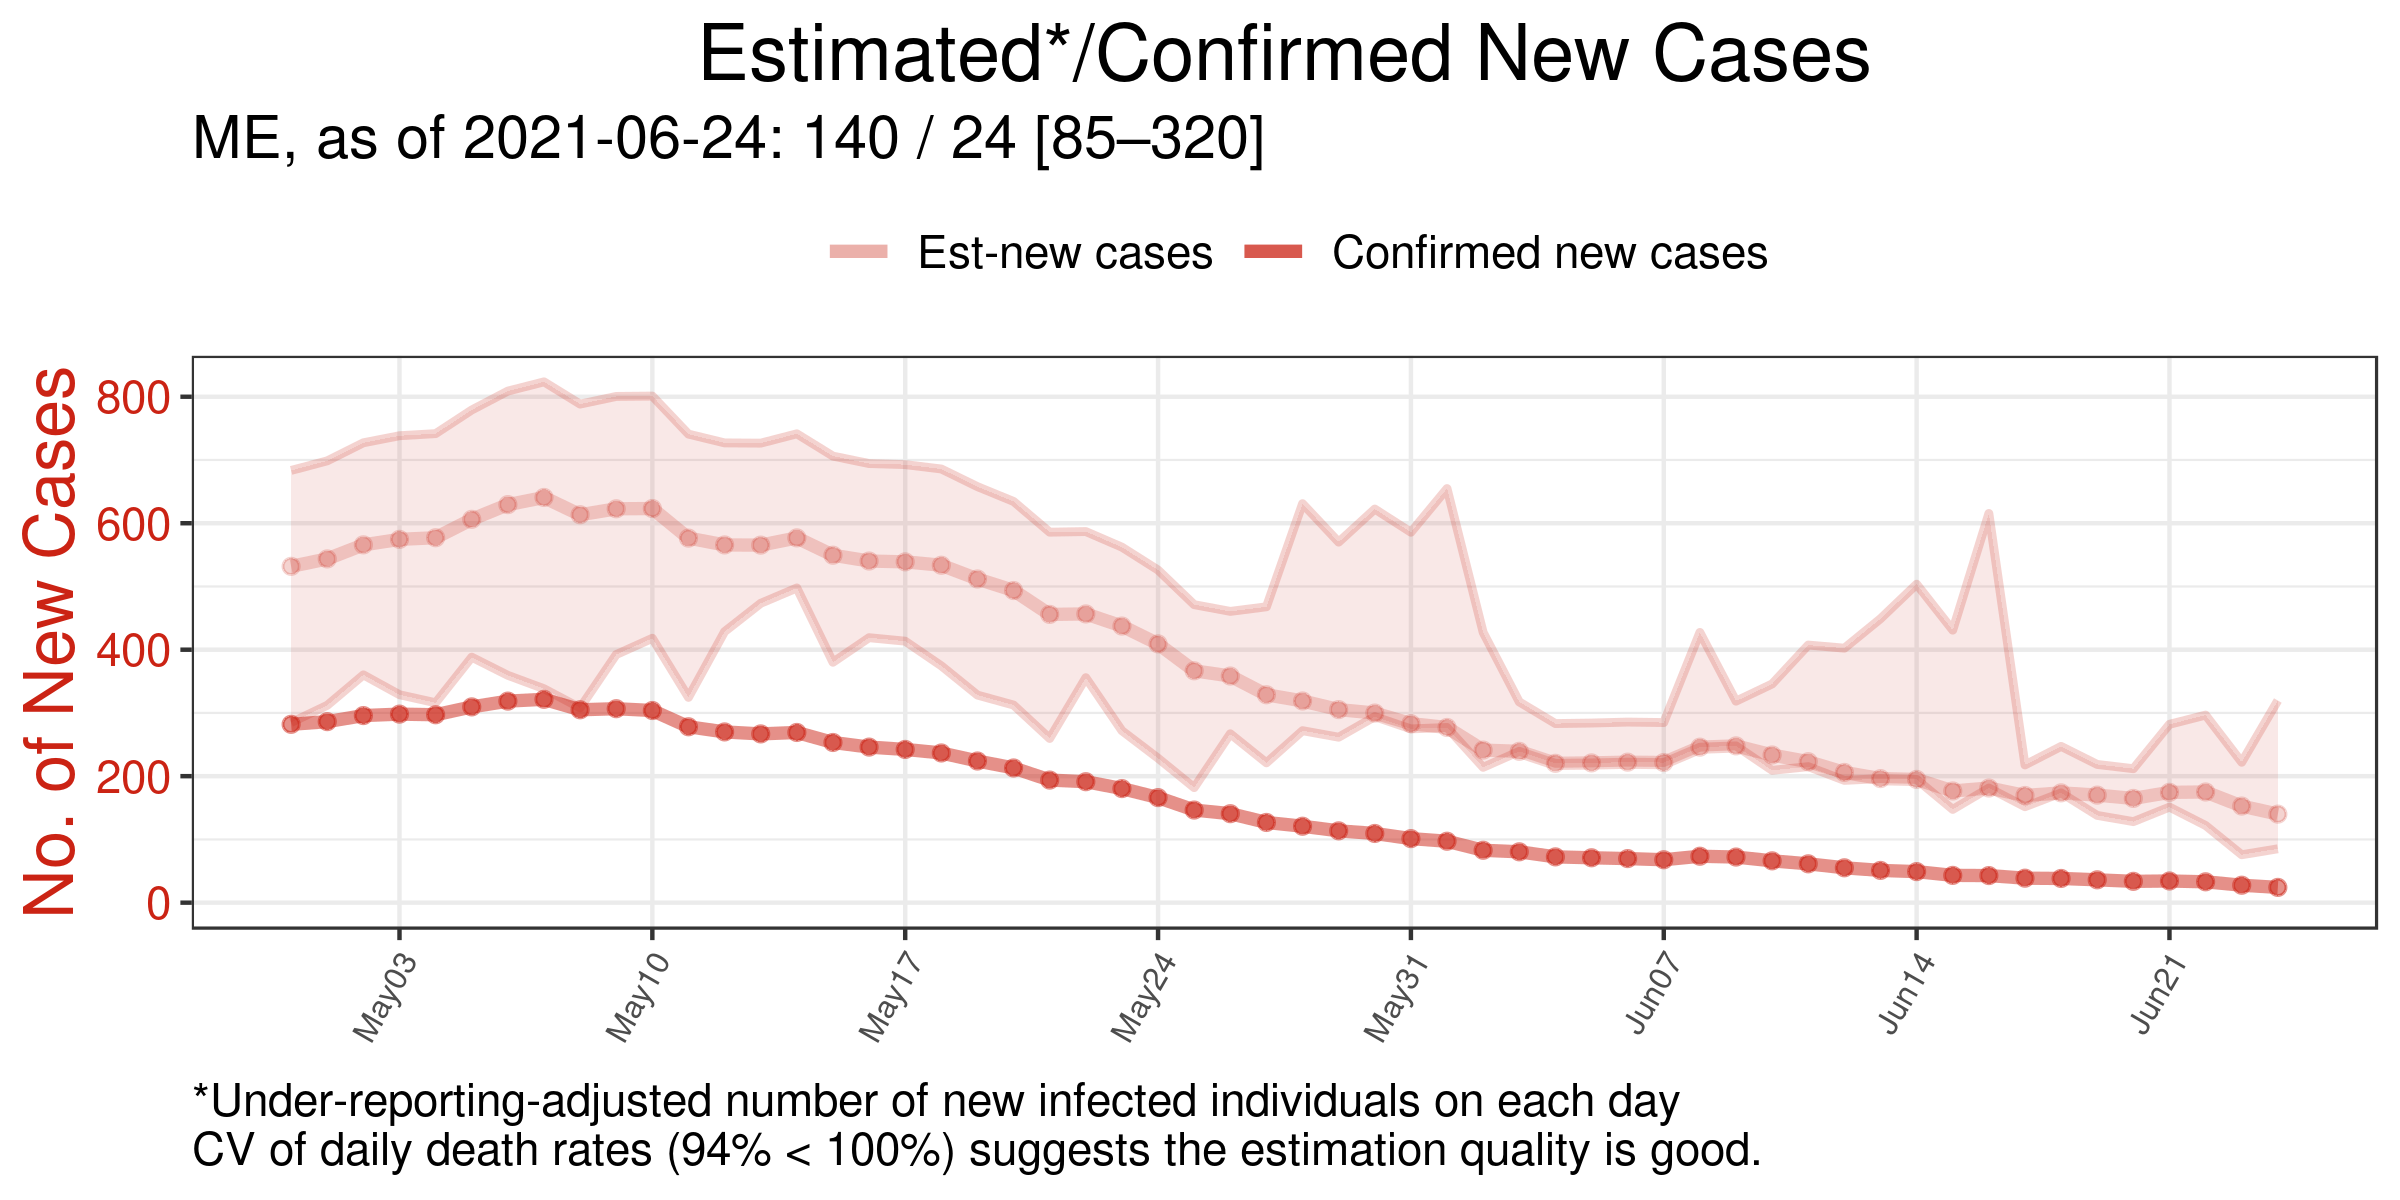 Estimated*/Confirmed New Cases
ME, as of 2021-06-24: 140 / 24 [85–320]
Est-new cases Confirmed new cases
No. of New Cases
800
600
400
200
0
May03 May10 May17 May24 May31 Jun07 Jun14 Jun21
*Under-reporting-adjusted number of new infected individuals on each day
CV of daily death rates (94% < 100%) suggests the estimation quality is good.